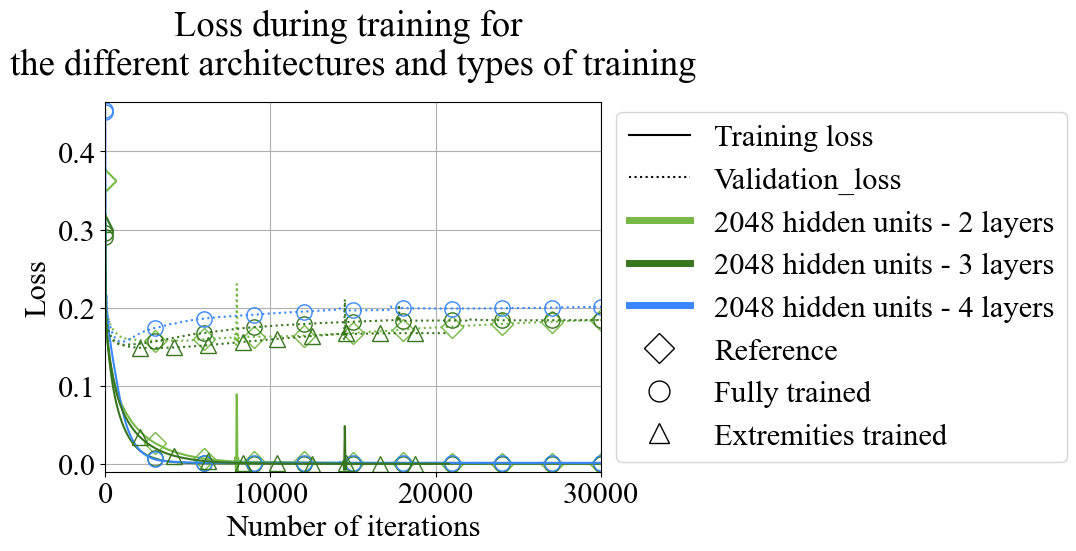 Loss during training for
the different architectures and types of training
Loss
0.4
0.3
0.2
0.1
0.0
0
10000
20000
30000
Number of iterations
Training loss
Validation_loss
2048 hidden units - 2 layers
2048 hidden units - 3 layers
2048 hidden units - 4 layers
Reference
Fully trained
Extremities trained